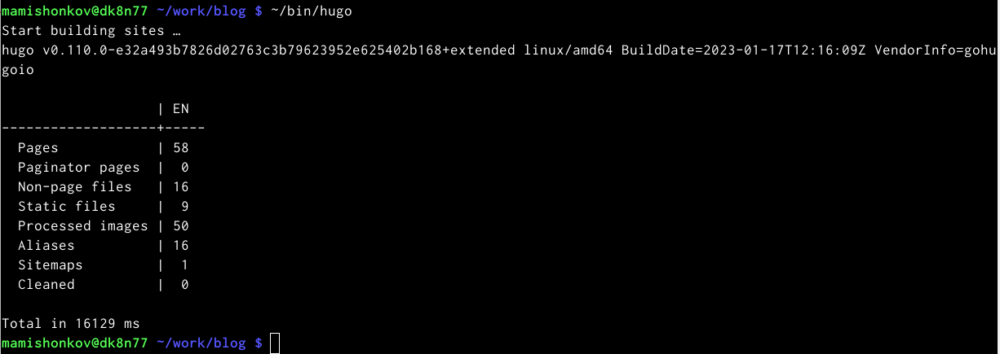 mamishonkov@dk8n77 ~/work/blog $ ~/bin/hugo
Start building sites …
hugo v0.110.0-e32a493b7826d02763c3b79623952e625402b168+extended linux/amd64 BuildDate=2023-01-17T12:16:09Z VendorInfo=gohu
goio
                   | EN
-------------------+-----
  Pages            | 58
  Paginator pages  |  0
  Non-page files   | 16
  Static files     |  9
  Processed images | 50
  Aliases          | 16
  Sitemaps         |  1
  Cleaned          |  0
Total in 16129 ms
mamishonkov@dk8n77 ~/work/blog $